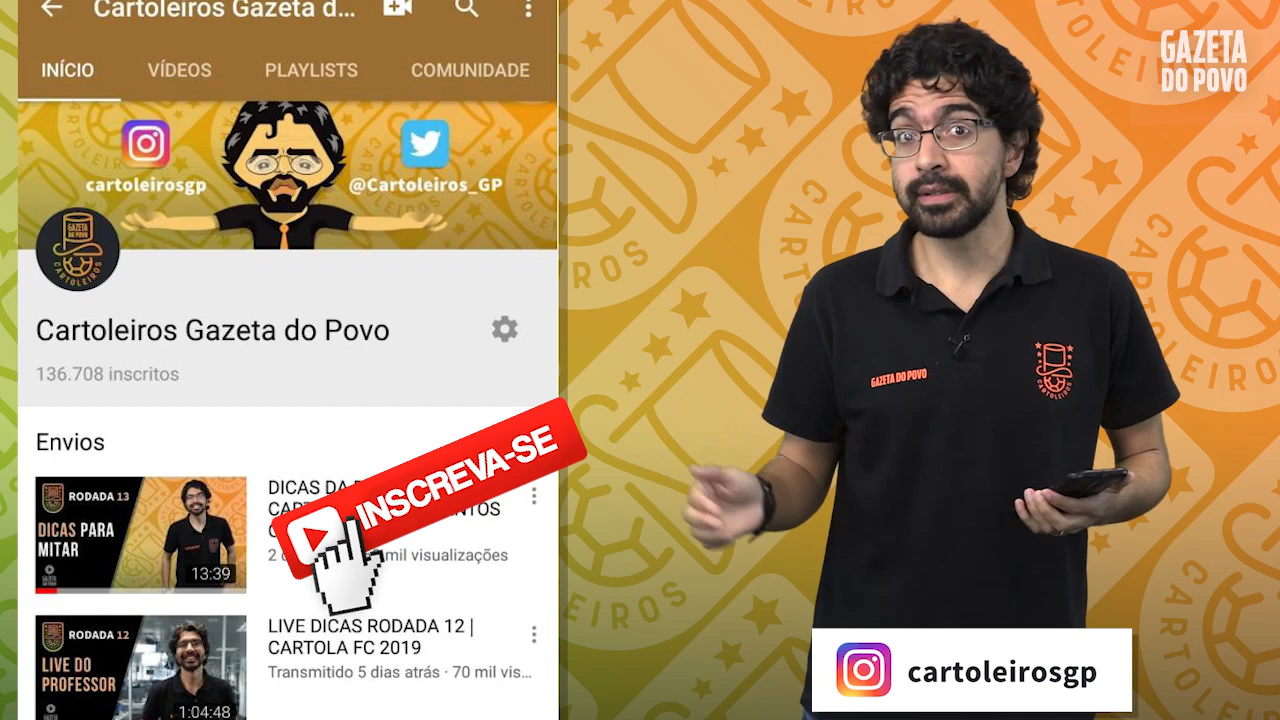 Cartoleiros Gazeta d...
INÍCIO
VÍDEOS
PLAYLISTS
COMUNIDADE
cartoleirosgp
@Cartoleiros_GP
GAZETA
DO POVO
CARTOLEIROS
Cartoleiros Gazeta do Povo
136.708 inscritos
Envios
RODADA 13
DICAS PARA
MITAR
13:39
DICAS DA
mil visualizações
INSCREVA-SE
RODADA 12
LIVE DO
PROFESSOR
1:04:48
LIVE DICAS RODADA 12 |
CARTOLA FC 2019
Transmitido 5 dias atrás · 70 mil vis...
GAZETA
DO POVO
GAZETA DO POVO
CARTOLEIROS
cartoleirosgp